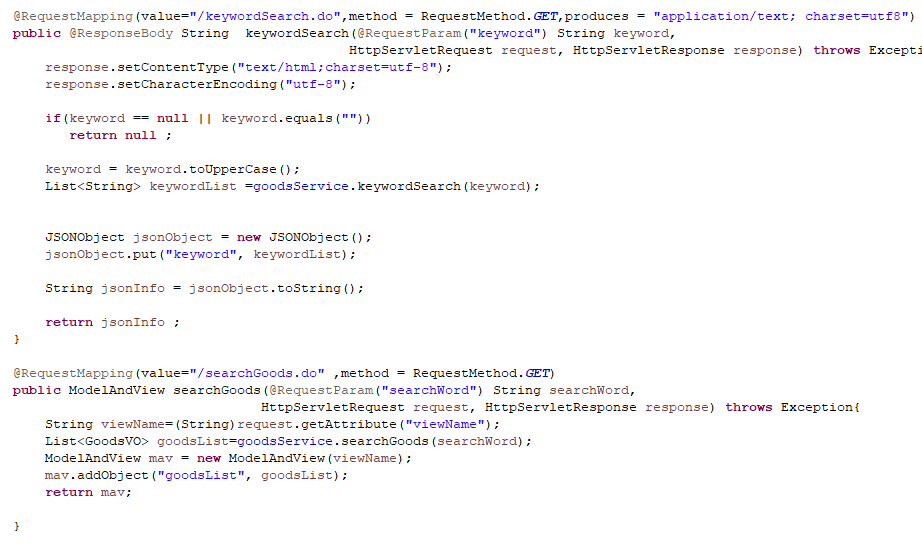 @RequestMapping(value="/keywordSearch.do",method = RequestMethod.GET,produces = "application/text; charset=utf8")
public @ResponseBody String  keywordSearch(@RequestParam("keyword") String keyword,
                                          HttpServletRequest request, HttpServletResponse response) throws Excepti
    response.setContentType("text/html;charset=utf-8");
    response.setCharacterEncoding("utf-8");
    if(keyword == null || keyword.equals(""))
       return null ;
    keyword = keyword.toUpperCase();
    List<String> keywordList =goodsService.keywordSearch(keyword);
    JSONObject jsonObject = new JSONObject();
    jsonObject.put("keyword", keywordList);
    String jsonInfo = jsonObject.toString();
    return jsonInfo ;
}
@RequestMapping(value="/searchGoods.do" ,method = RequestMethod.GET)
public ModelAndView searchGoods(@RequestParam("searchWord") String searchWord,
                               HttpServletRequest request, HttpServletResponse response) throws Exception{
    String viewName=(String)request.getAttribute("viewName");
    List<GoodsVO> goodsList=goodsService.searchGoods(searchWord);
    ModelAndView mav = new ModelAndView(viewName);
    mav.addObject("goodsList", goodsList);
    return mav;
}